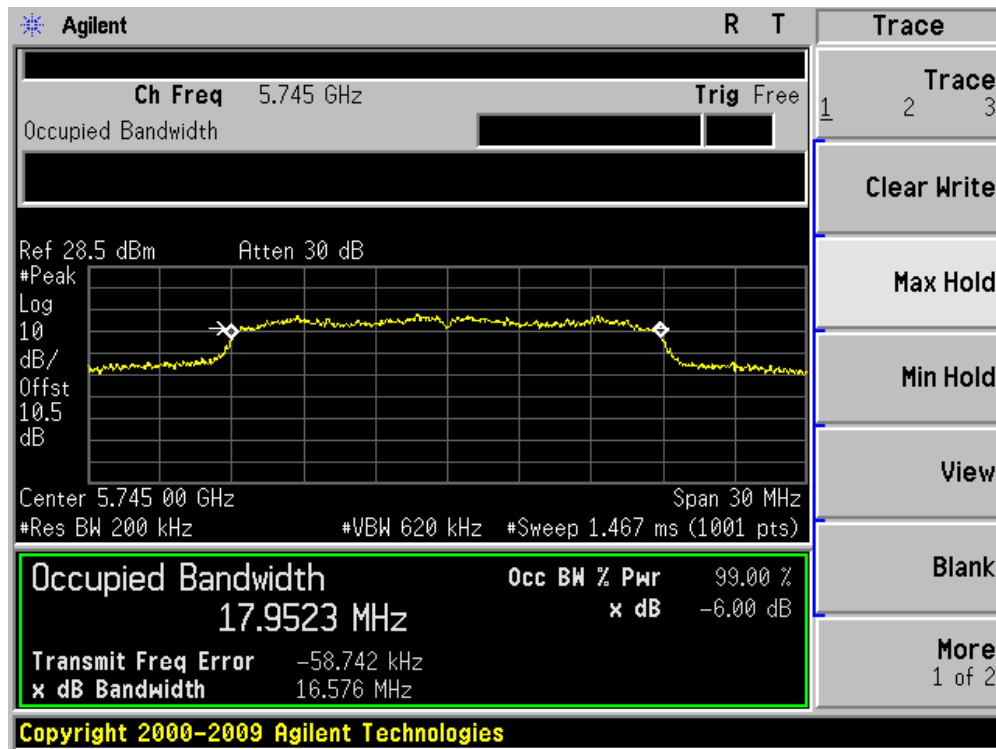 Agilent R T Trace
Ch Freq 5.745 GHz Trig Free
Occupied Bandwidth
Trace
1 2 3
Clear Write
Max Hold
Min Hold
View
Blank
More
1 of 2
Ref 28.5 dBm Atten 30 dB
#Peak
Log
10
dB/
Offst
10.5
dB
Center 5.745 00 GHz Span 30 MHz
#Res BW 200 kHz #VBW 620 kHz #Sweep 1.467 ms (1001 pts)
Occupied Bandwidth
17.9523 MHz
Occ BW % Pwr 99.00 %
x dB -6.00 dB
Transmit Freq Error -58.742 kHz
x dB Bandwidth 16.576 MHz
Copyright 2000-2009 Agilent Technologies